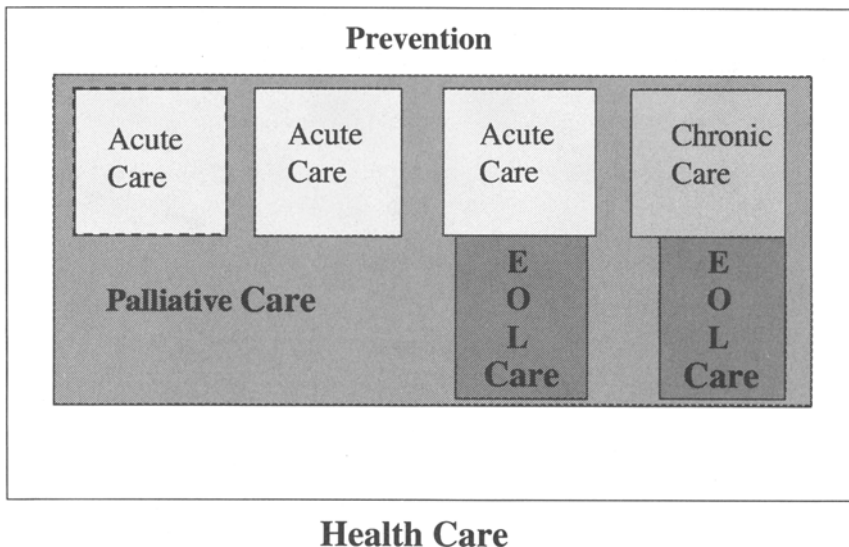 Prevention
Acute
Care
Acute
Care
Acute
Care
Chronic
Care
Palliative Care
E
O
L
Care
E
O
L
Care
Health Care